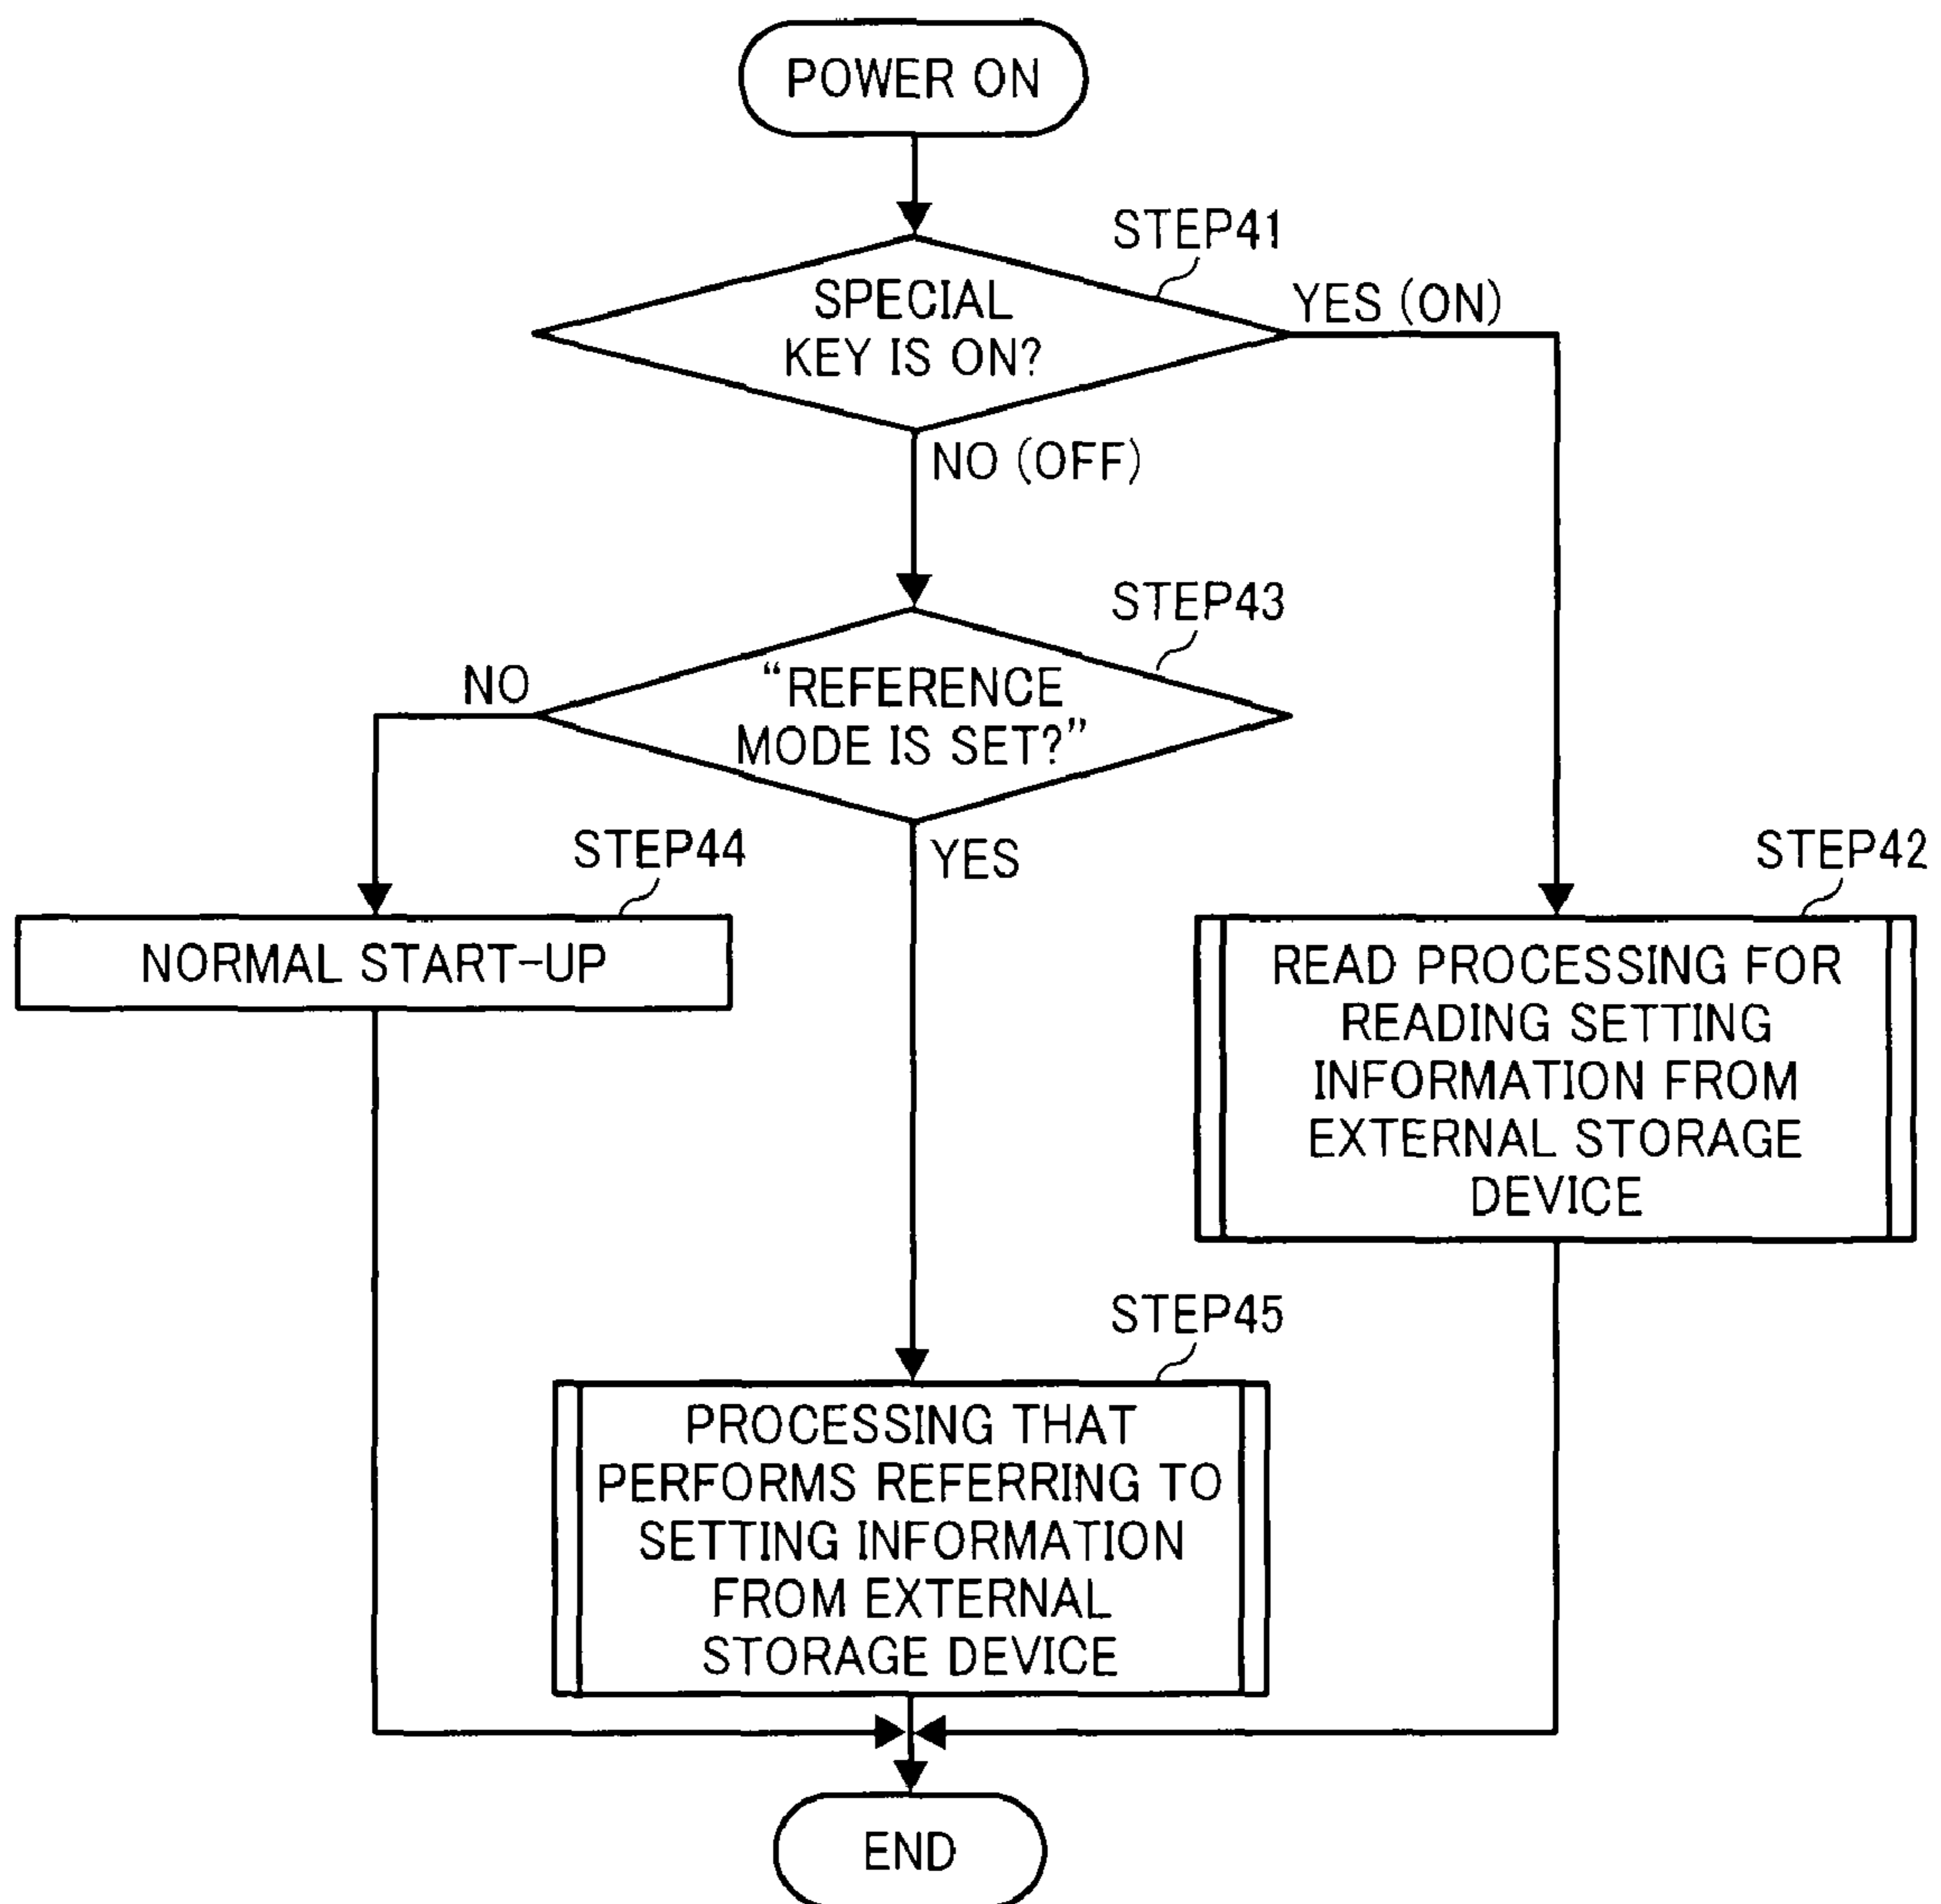 POWER ON
STEP41
SPECIAL
KEY IS ON?
YES (ON)
NO (OFF)
STEP43
“REFERENCE
MODE IS SET?”
NO
YES
STEP44
NORMAL START-UP
STEP42
READ PROCESSING FOR
READING SETTING
INFORMATION FROM
EXTERNAL STORAGE
DEVICE
STEP45
PROCESSING THAT
PERFORMS REFERRING TO
SETTING INFORMATION
FROM EXTERNAL
STORAGE DEVICE
END